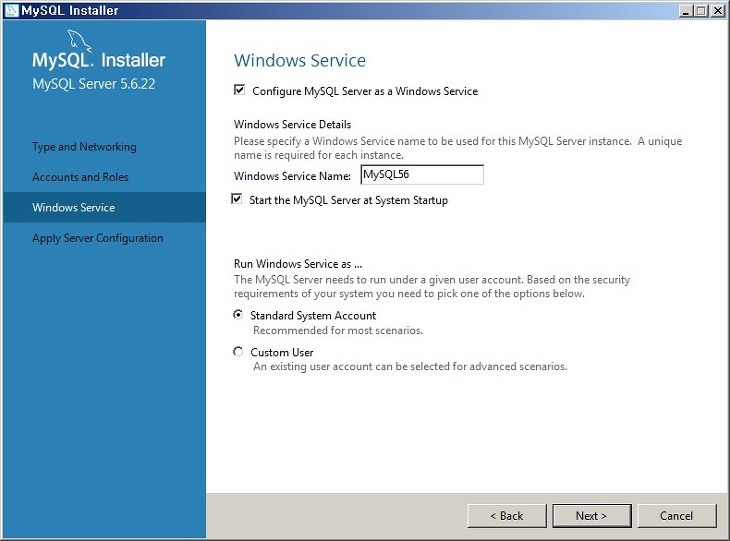 MySQL Installer
MySQL. Installer
MySQL Server 5.6.22
Type and Networking
Accounts and Roles
Windows Service
Apply Server Configuration
Windows Service
Configure MySQL Server as a Windows Service
Windows Service Details
Please specify a Windows Service name to be used for this MySQL Server instance.  A unique
name is required for each instance.
Windows Service Name: MySQL56
Start the MySQL Server at System Startup
Run Windows Service as ...
The MySQL Server needs to run under a given user account. Based on the security
requirements of your system you need to pick one of the options below.
Standard System Account
Recommended for most scenarios.
Custom User
An existing user account can be selected for advanced scenarios.
< Back Next > Cancel